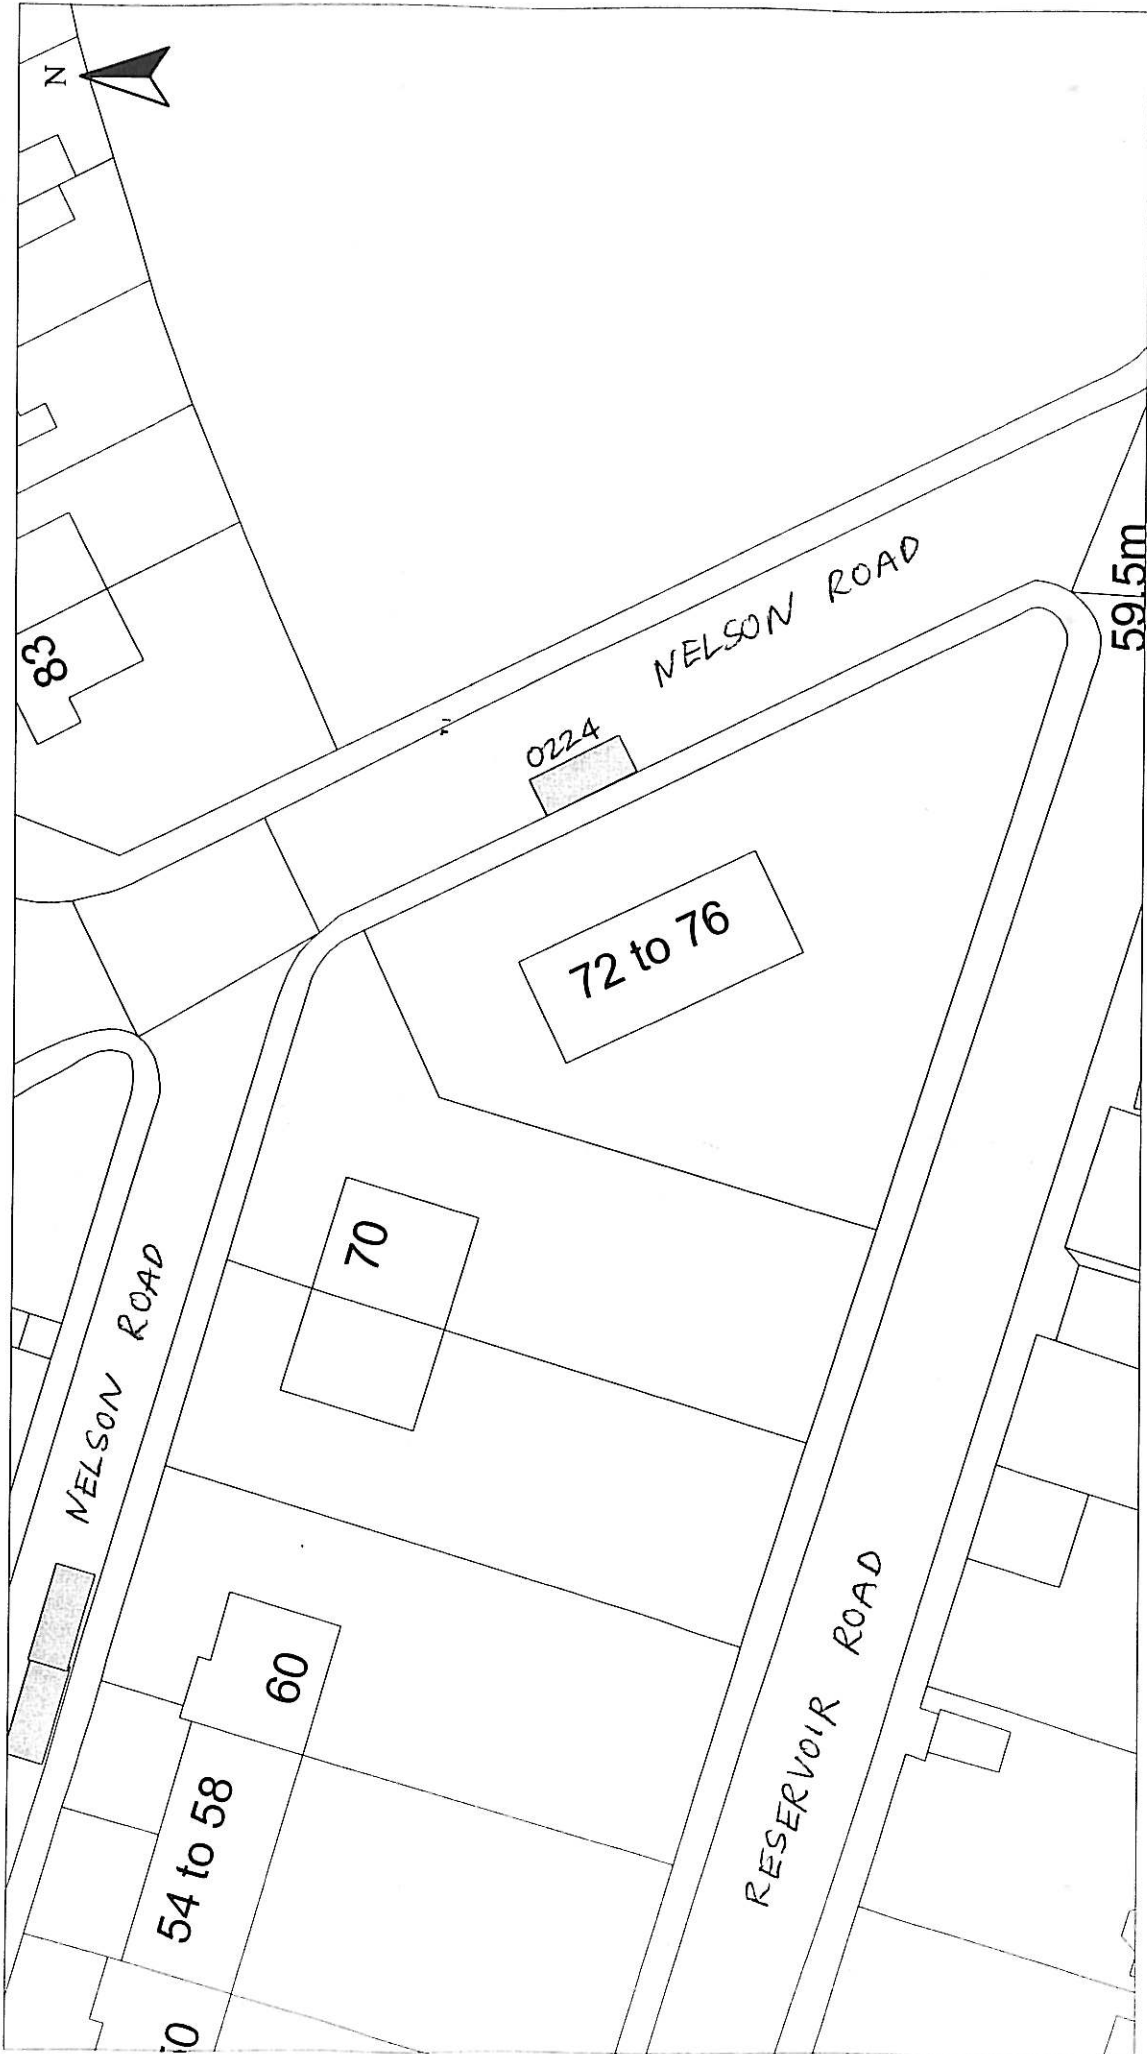 N
83
NELSON ROAD
0224
59.5m
72 to 76
70
NELSON ROAD
60
54 to 58
RESERVOIR ROAD